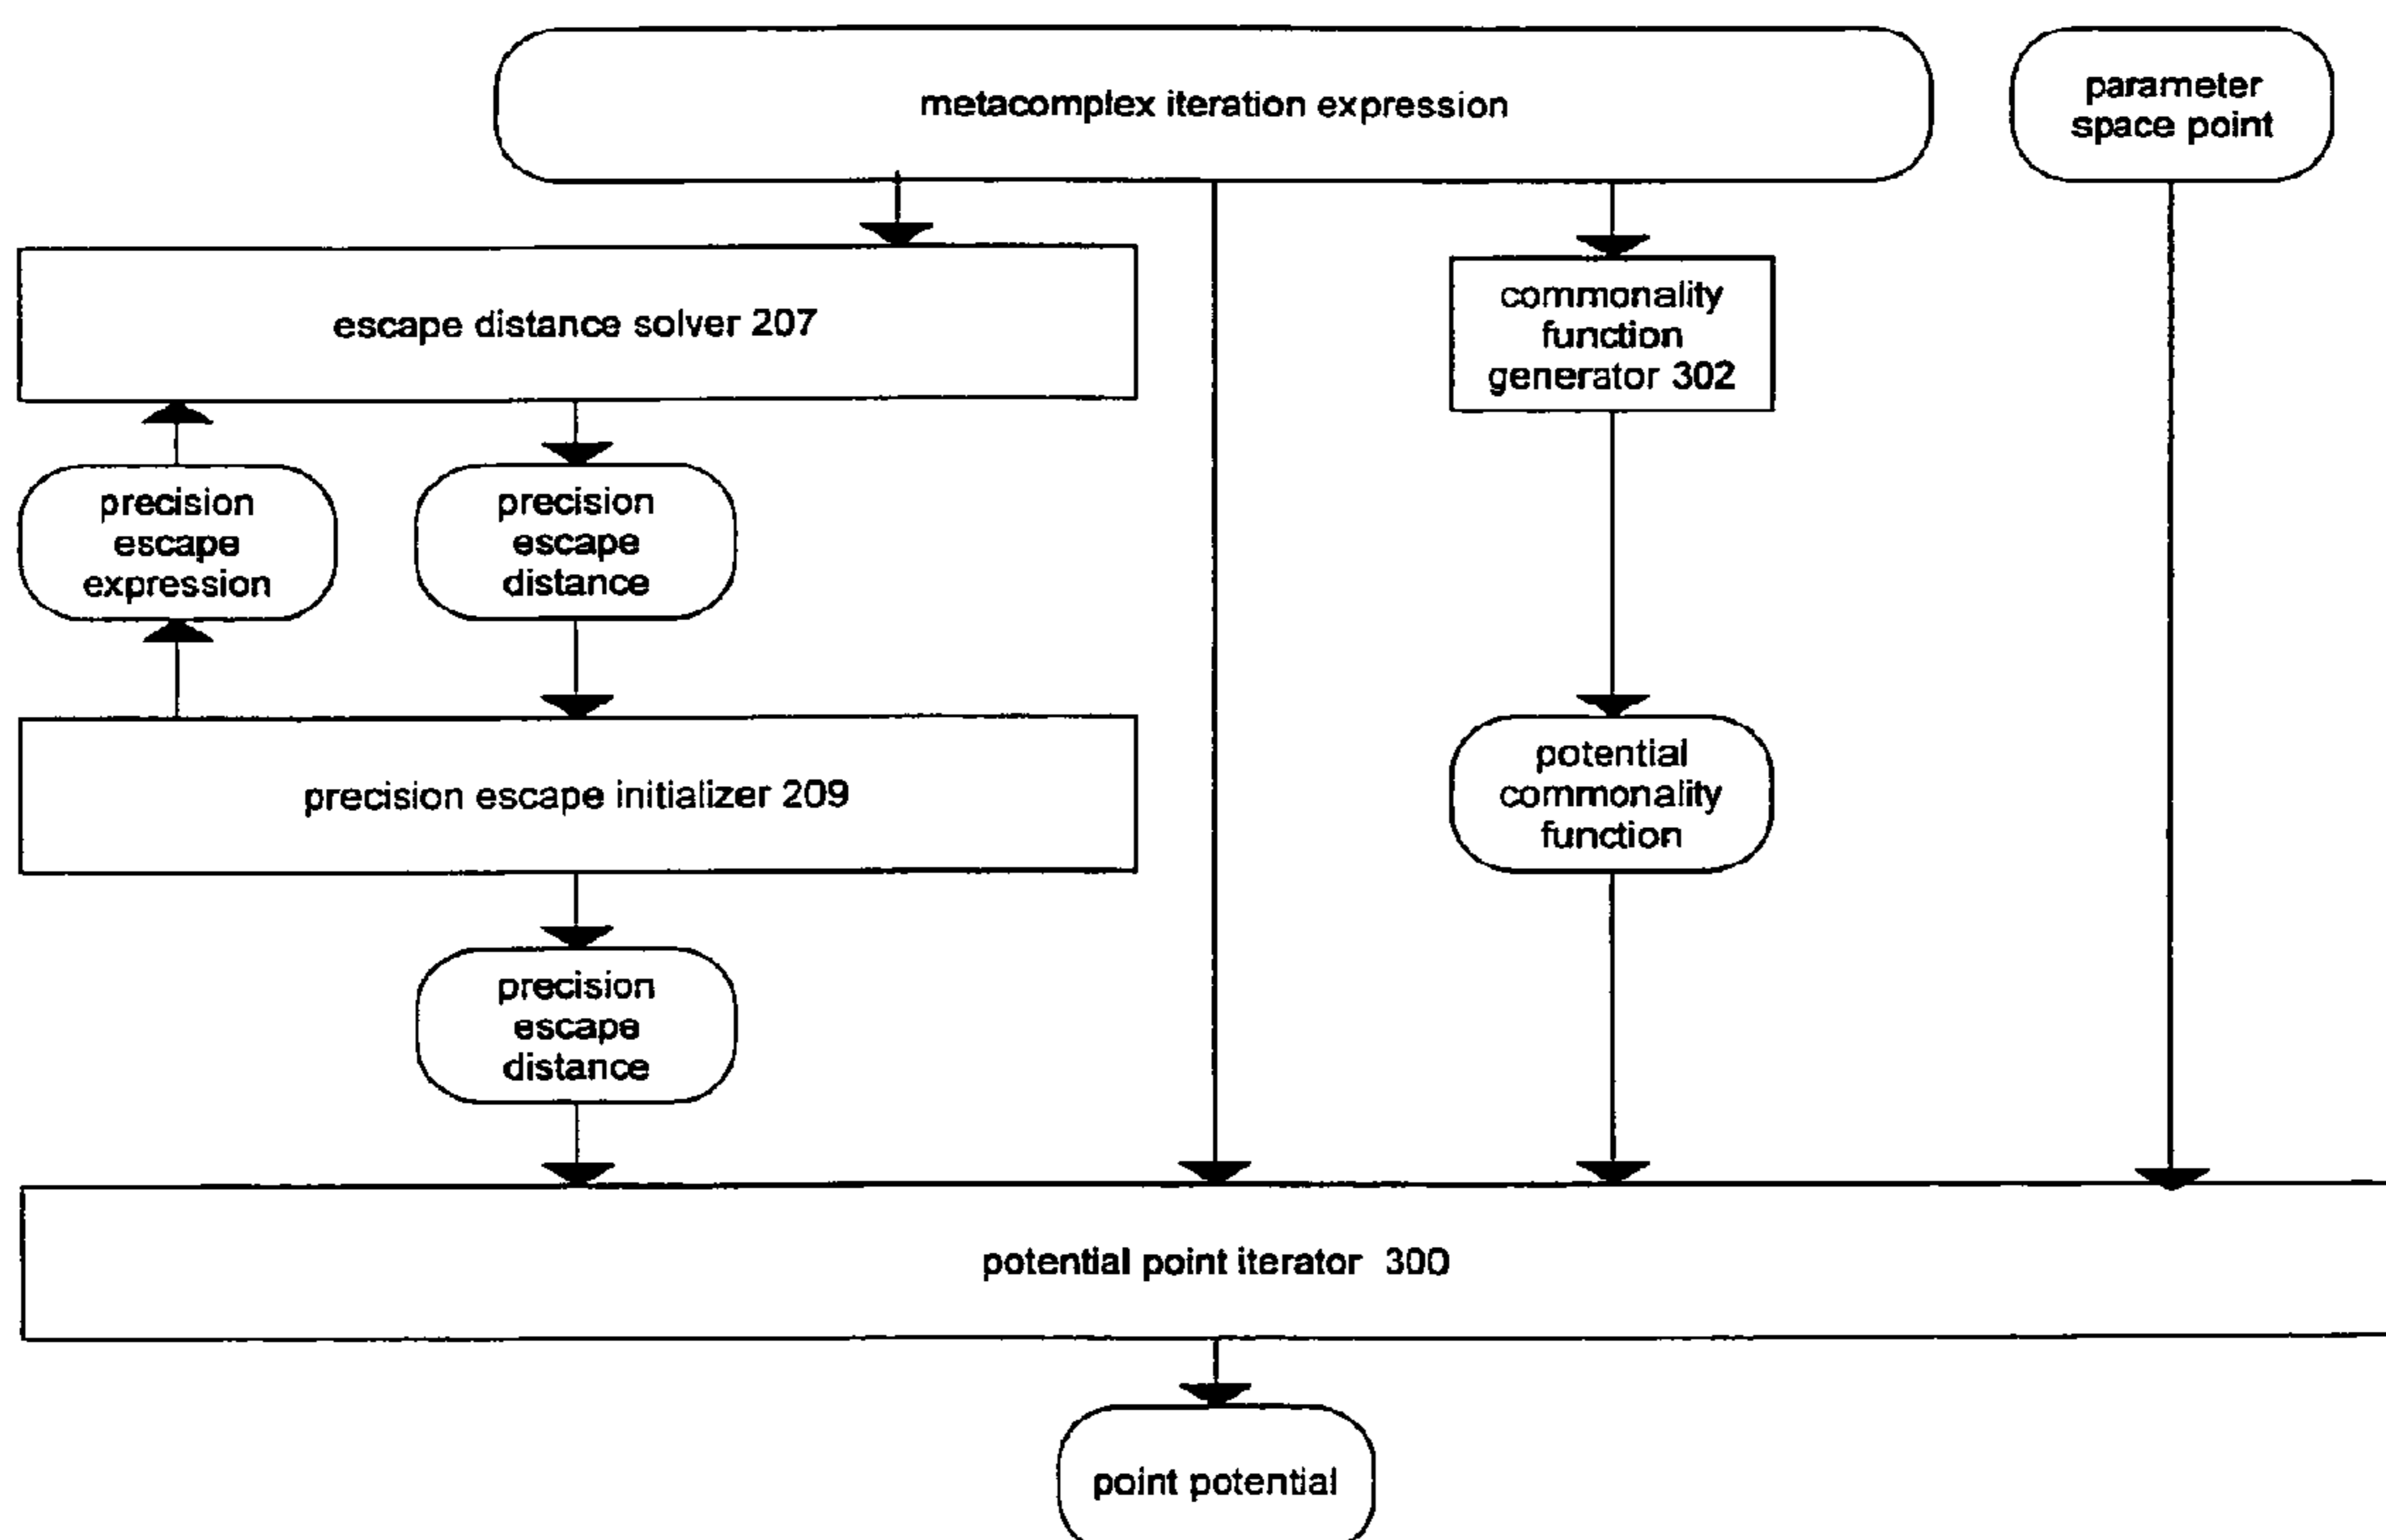 metacomplex iteration expression
parameter
space point
escape distance solver 207
commonality
function
generator 302
precision
escape
expression
precision
escape
distance
precision escape initializer 209
potential
commonality
function
precision
escape
distance
potential point iterator 300
point potential